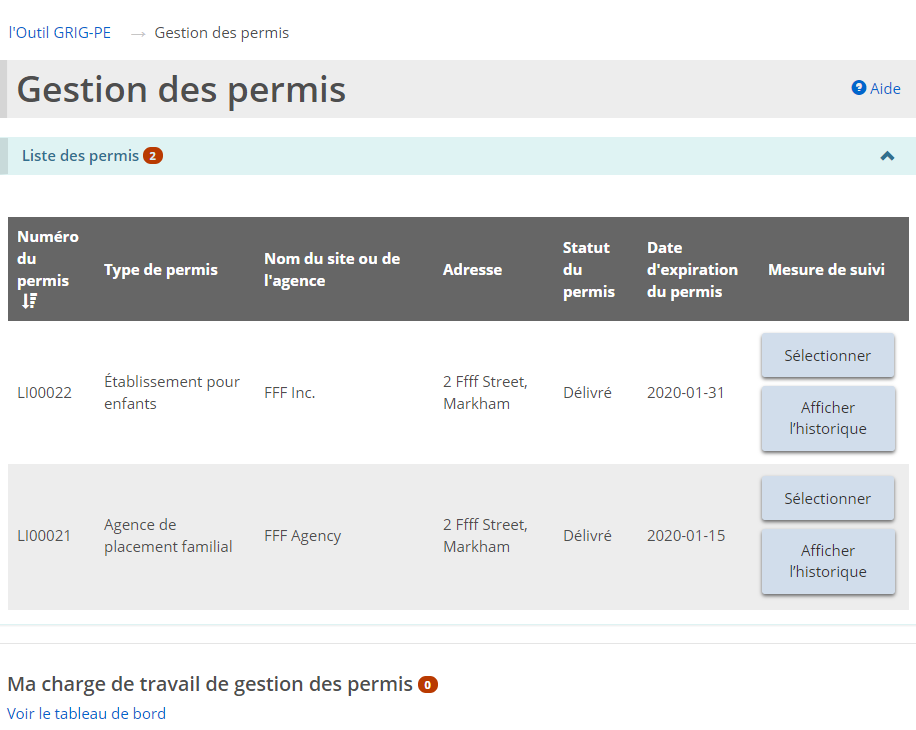 l'Outil GRIG-PE → Gestion des permis
Gestion des permis
Aide
Liste des permis 2
Numéro du permis
Type de permis
Nom du site ou de l'agence
Adresse
Statut du permis
Date d'expiration du permis
Mesure de suivi
LI00022
Établissement pour enfants
FFF Inc.
2 Ffff Street, Markham
Délivré
2020-01-31
Sélectionner
Afficher l’historique
LI00021
Agence de placement familial
FFF Agency
2 Ffff Street, Markham
Délivré
2020-01-15
Sélectionner
Afficher l’historique
Ma charge de travail de gestion des permis 0
Voir le tableau de bord